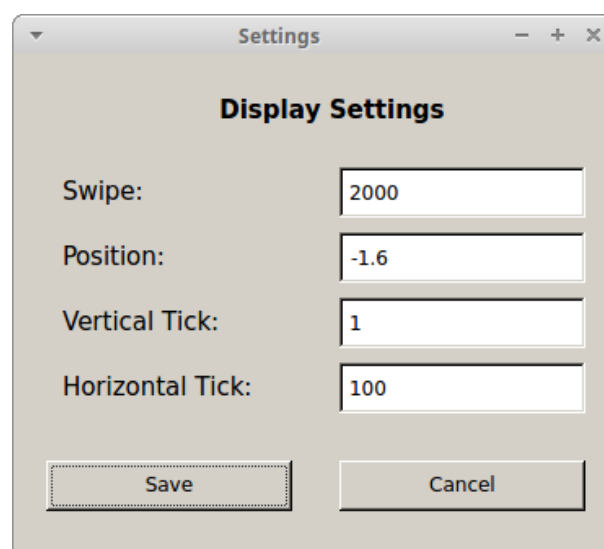 Settings
Display Settings
Swipe: 2000
Position: -1.6
Vertical Tick: 1
Horizontal Tick: 100
Save Cancel